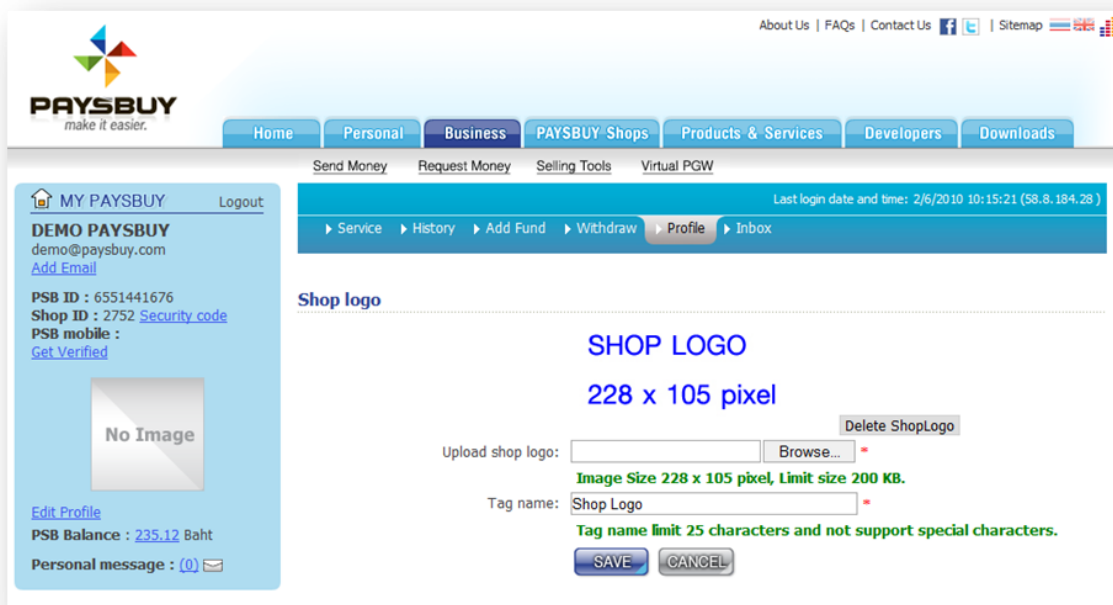 About Us | FAQs | Contact Us | Sitemap
PAYSBUY
make it easier.
Home Personal Business PAYSBUY Shops Products & Services Developers Downloads
Send Money Request Money Selling Tools Virtual PGW
MY PAYSBUY Logout
DEMO PAYSBUY
demo@paysbuy.com
Add Email
PSB ID : 6551441676
Shop ID : 2752 Security code
PSB mobile :
Get Verified
No Image
Edit Profile
PSB Balance : 235.12 Baht
Personal message : (0)
Last login date and time: 2/6/2010 10:15:21 (58.8.184.28 )
Service History Add Fund Withdraw Profile Inbox
Shop logo
SHOP LOGO
228 x 105 pixel
Delete ShopLogo
Upload shop logo: Browse... *
Image Size 228 x 105 pixel, Limit size 200 KB.
Tag name: Shop Logo *
Tag name limit 25 characters and not support special characters.
SAVE CANCEL